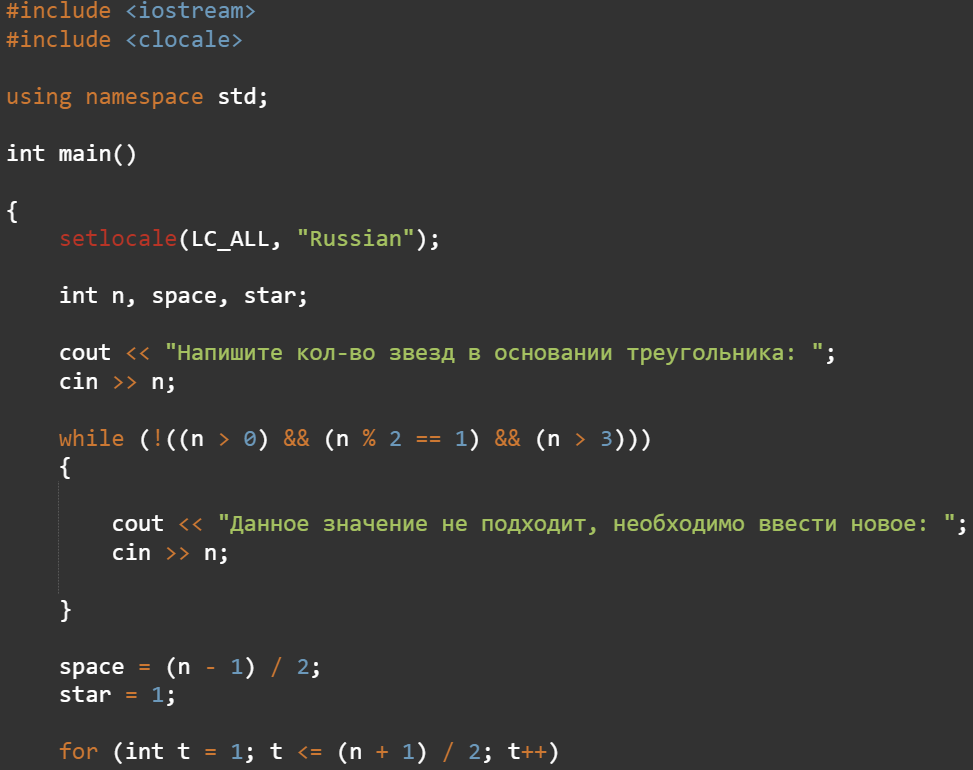 #include <iostream>
#include <clocale>
using namespace std;
int main()
{
setlocale(LC_ALL, "Russian");
int n, space, star;
cout << "Напишите кол-во звезд в основании треугольника: ";
cin >> n;
while (!((n > 0) && (n % 2 == 1) && (n > 3)))
{
cout << "Данное значение не подходит, необходимо ввести новое: ";
cin >> n;
}
space = (n - 1) / 2;
star = 1;
for (int t = 1; t <= (n + 1) / 2; t++)